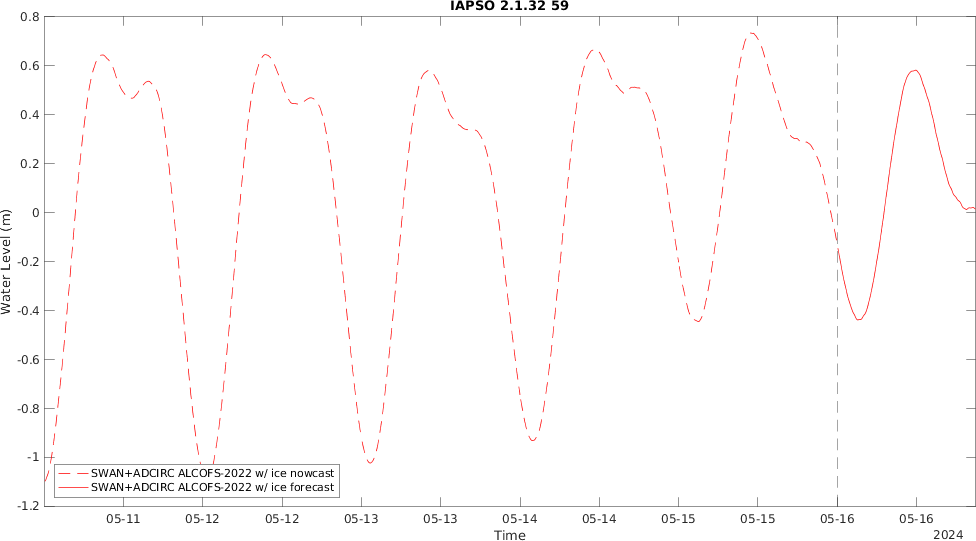 IAPSO 2.1.32 59
0.8
0.6
0.4
0.2
0
-0.2
-0.4
-0.6
-0.8
-1
-1.2
Water Level (m)
SWAN+ADCIRC ALCOFS-2022 w/ ice nowcast
SWAN+ADCIRC ALCOFS-2022 w/ ice forecast
05-11 05-12 05-12 05-13 05-13 05-14 05-14 05-15 05-15 05-16 05-16
Time
2024